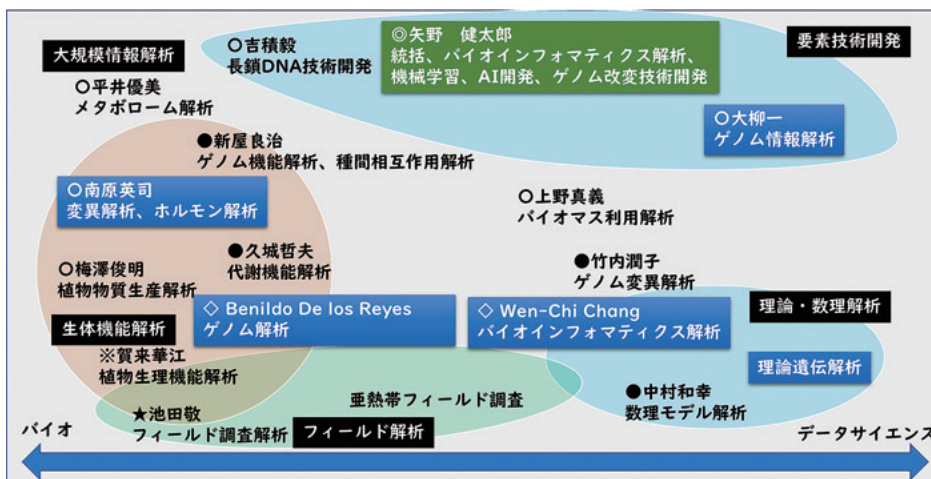 大規模情報解析
○吉積毅
長鎖DNA技術開発
◎矢野　健太郎
統括、バイオインフォマティクス解析、
機械学習、AI開発、ゲノム改変技術開発
要素技術開発
○平井優美
メタボローム解析
○大柳一
ゲノム情報解析
●新屋良治
ゲノム機能解析、種間相互作用解析
○南原英司
変異解析、ホルモン解析
○上野真義
バイオマス利用解析
●久城哲夫
代謝機能解析
○梅澤俊明
植物物質生産解析
●竹内潤子
ゲノム変異解析
◇ Benildo De los Reyes
ゲノム解析
◇ Wen-Chi Chang
バイオインフォマティクス解析
理論・数理解析
生体機能解析
※賀来華江
植物生理機能解析
理論遺伝解析
亜熱帯フィールド調査
●中村和幸
数理モデル解析
★池田敬
フィールド調査解析
フィールド解析
バイオ
データサイエンス